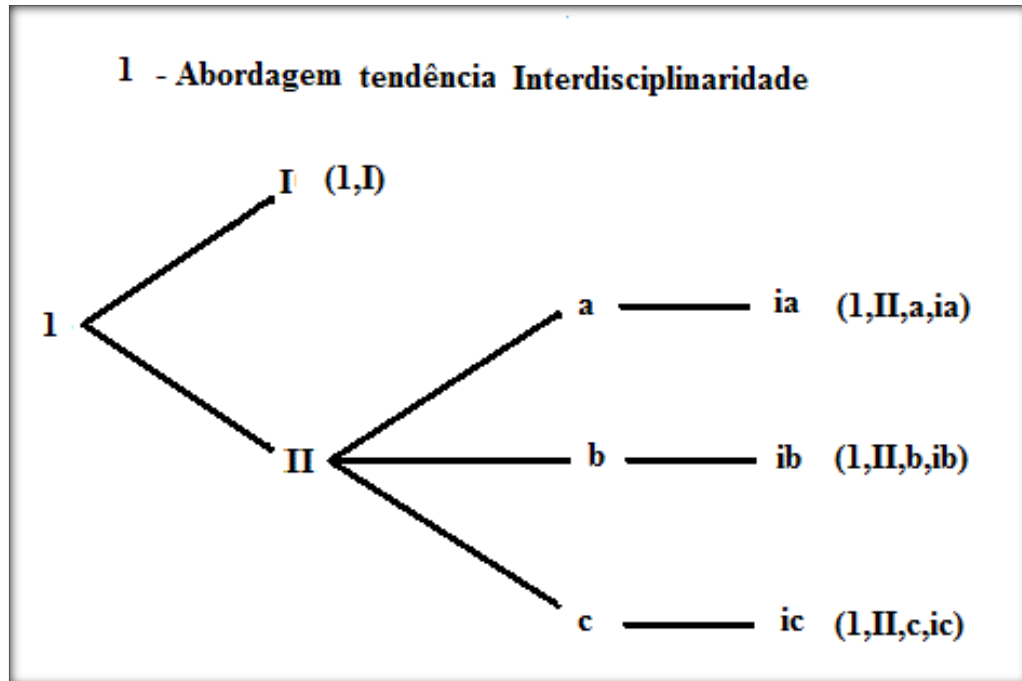 1 - Abordagem tendência Interdisciplinaridade
I (1,I)
a ia (1,II,a,ia)
1
II b ib (1,II,b,ib)
c ic (1,II,c,ic)